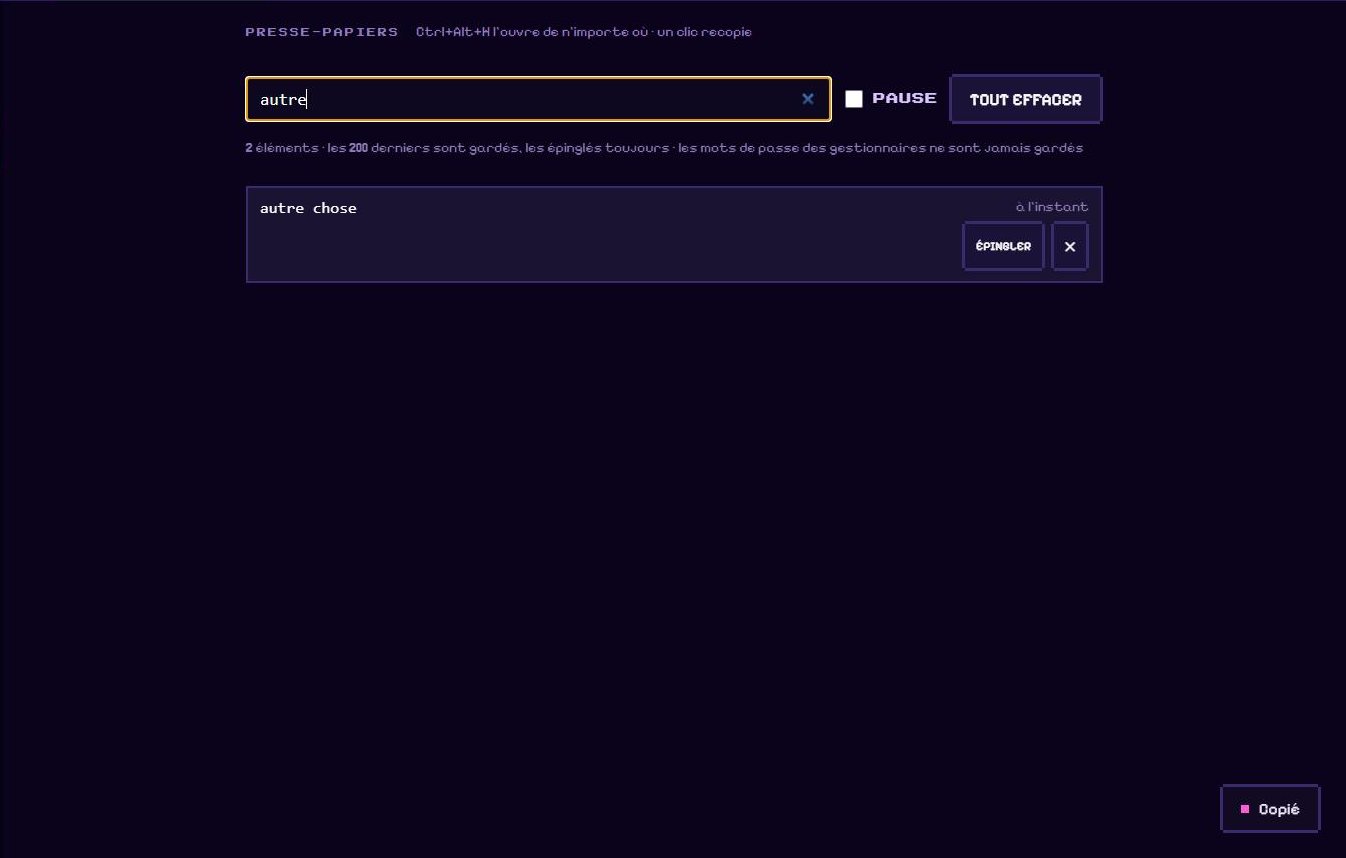 PRESSE-PAPIERS Ctrl+Alt+H l'ouvre de n'importe où · un clic recopie
autre
PAUSE
TOUT EFFACER
2 éléments · les 200 derniers sont gardés, les épinglés toujours · les mots de passe des gestionnaires ne sont jamais gardés
autre chose
à l'instant
ÉPINGLER
Copié